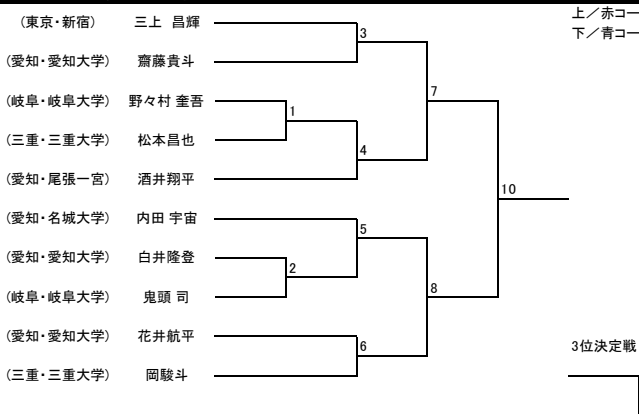 (東京・新宿) 三上 昌輝
上／赤コー
3
下／青コー
(愛知・愛知大学) 齋藤貴斗
7
(岐阜・岐阜大学) 野々村 奎吾
1
(三重・三重大学) 松本昌也
4
(愛知・尾張一宮) 酒井翔平
10
(愛知・名城大学) 内田 宇宙
5
(愛知・愛知大学) 白井隆登
2
8
(岐阜・岐阜大学) 鬼頭 司
(愛知・愛知大学) 花井航平
6
3位決定戦
(三重・三重大学) 岡駿斗